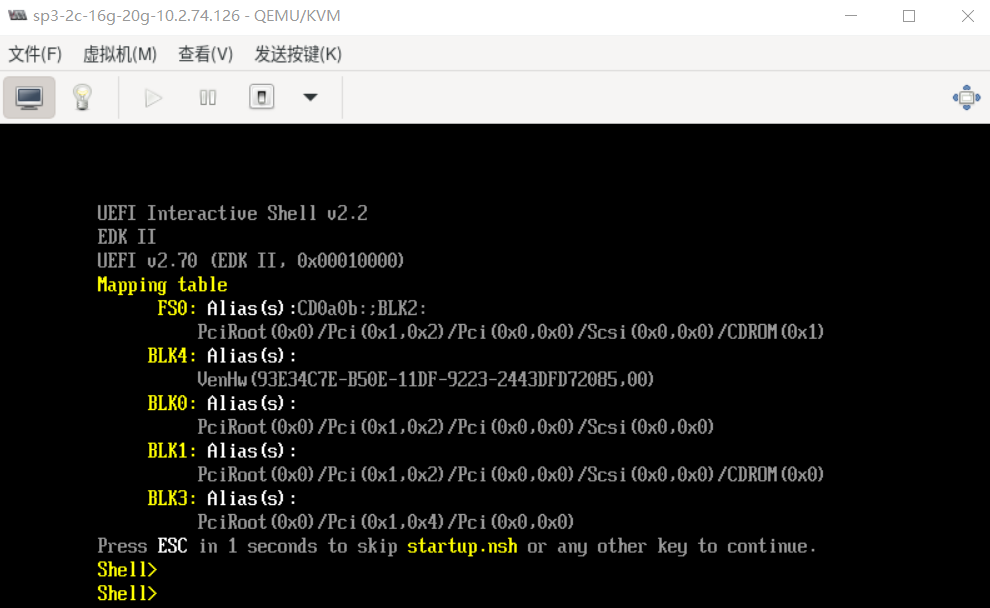 sp3-2c-16g-20g-10.2.74.126 - QEMU/KVM
文件(F) 虚拟机(M) 查看(V) 发送按键(K)
UEFI Interactive Shell v2.2
EDK II
UEFI v2.70 (EDK II, 0x00010000)
Mapping table
FS0: Alias(s):CD0a0b:;BLK2:
PciRoot(0x0)/Pci(0x1,0x2)/Pci(0x0,0x0)/Scsi(0x0,0x0)/CDROM(0x1)
BLK4: Alias(s):
VenHw(93E34C7E-B50E-11DF-9223-2443DFD72085,00)
BLK0: Alias(s):
PciRoot(0x0)/Pci(0x1,0x2)/Pci(0x0,0x0)/Scsi(0x0,0x0)
BLK1: Alias(s):
PciRoot(0x0)/Pci(0x1,0x2)/Pci(0x0,0x0)/Scsi(0x0,0x0)/CDROM(0x0)
BLK3: Alias(s):
PciRoot(0x0)/Pci(0x1,0x4)/Pci(0x0,0x0)
Press ESC in 1 seconds to skip startup.nsh or any other key to continue.
Shell>
Shell>